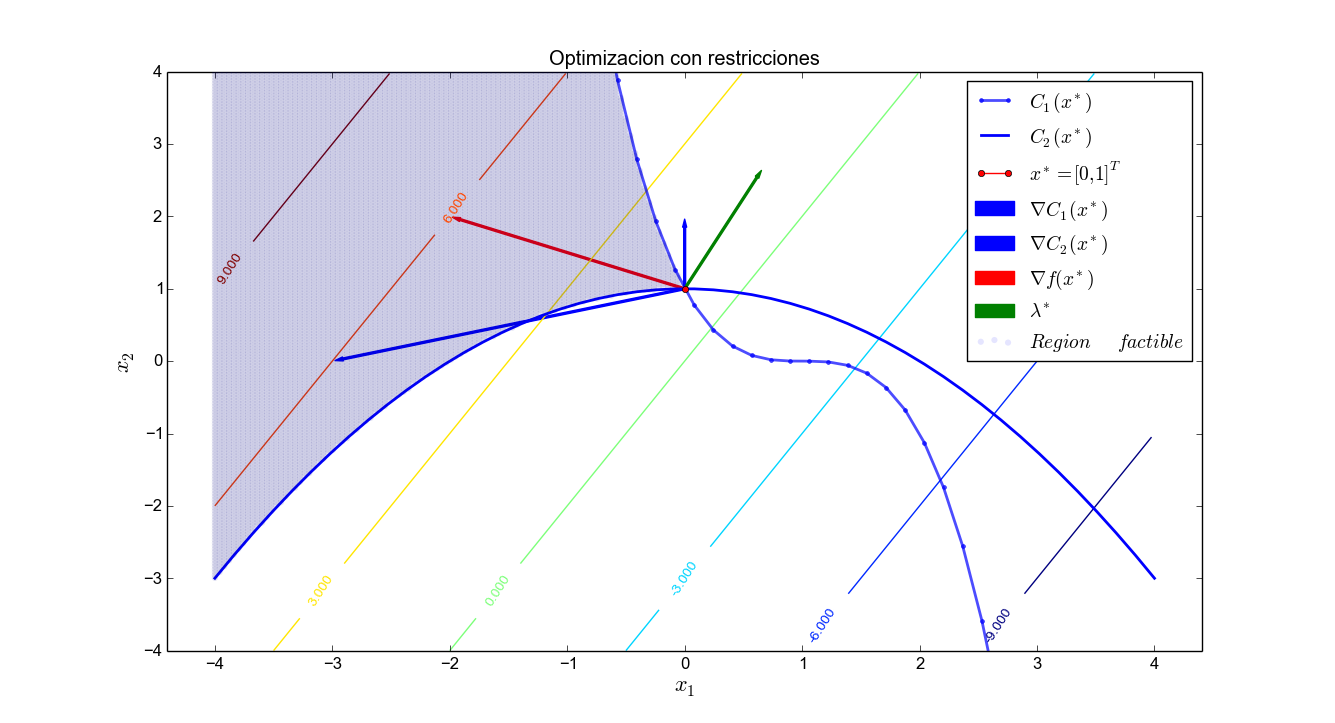 Optimizacion con restricciones
4
3
2
1
0
−1
−2
−3
−4
x₂
−4
−3
−2
−1
0
1
2
3
4
x₁
9.000
6.000
3.000
0.000
-3.000
-6.000
-9.000
C₁(x*)
C₂(x*)
x* = [0,1]ᵀ
∇C₁(x*)
∇C₂(x*)
∇f(x*)
λ*
Region factible